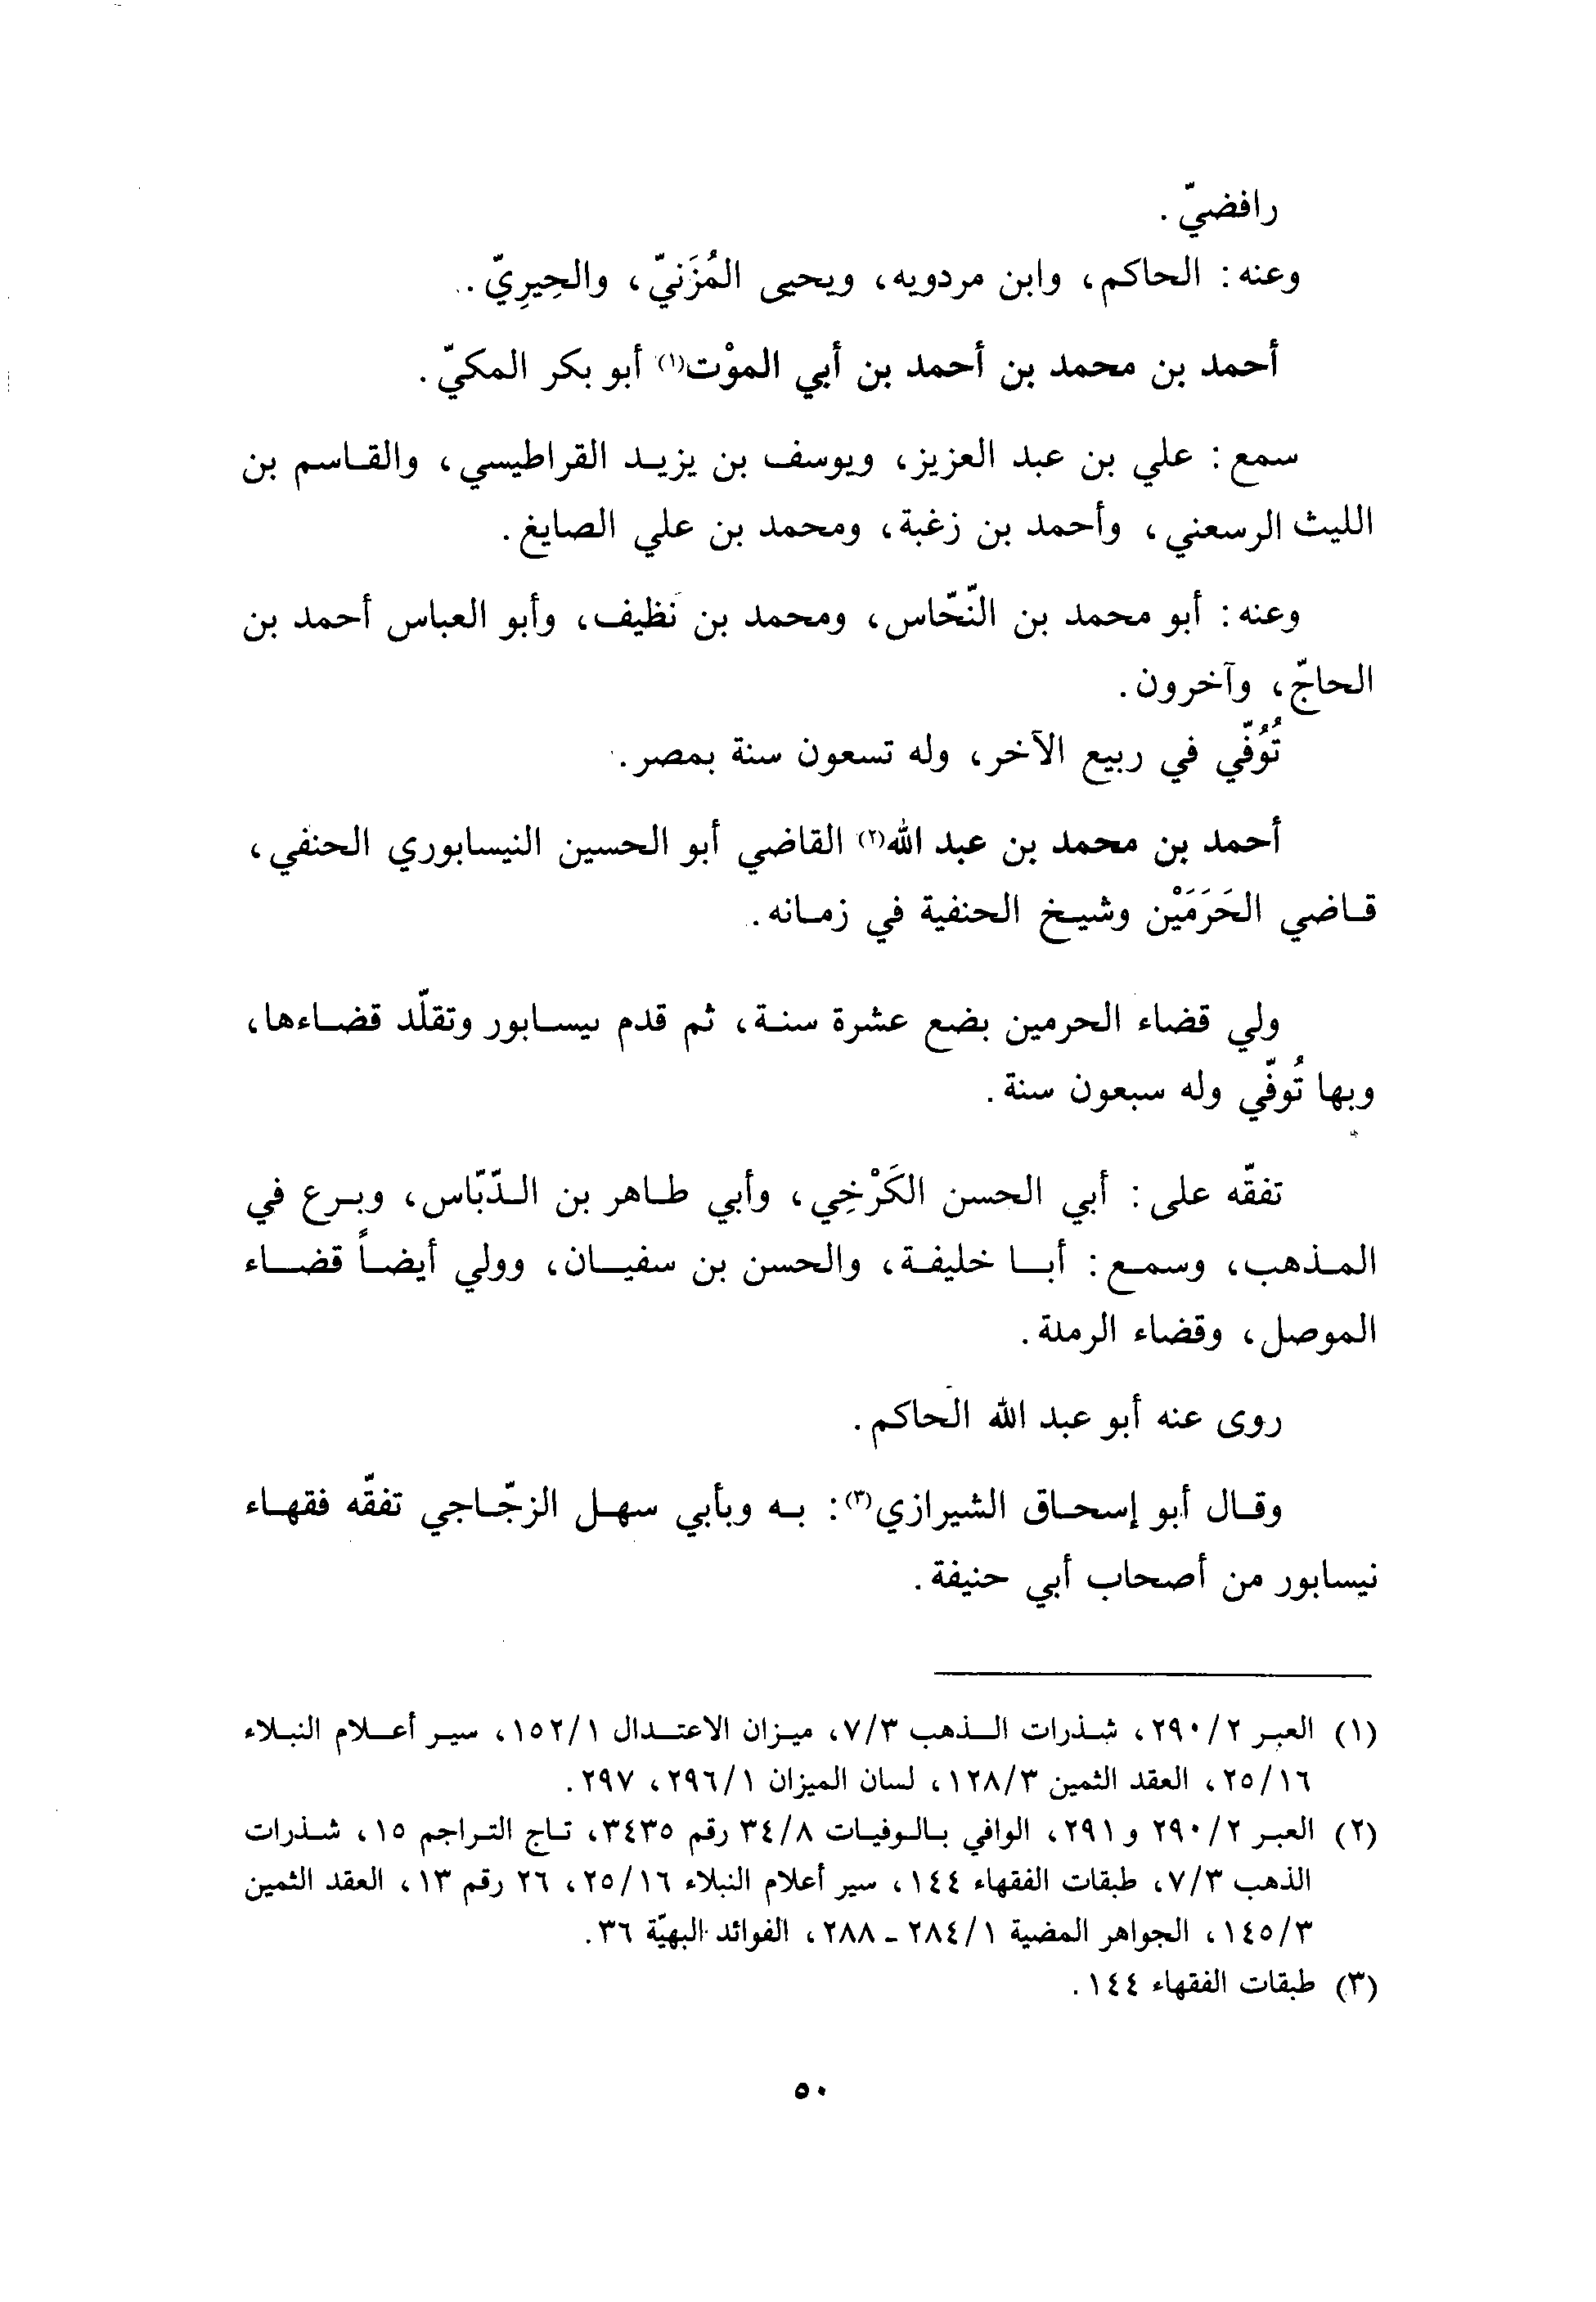 رافضيّ.
وعنه: الحاكم، وابن مردويه، ويحيى المُزَنيّ، والحِيرِيّ.
أحمد بن محمد بن أحمد بن أبي الموْت(١) أبو بكر المكيّ.
سمع: علي بن عبد العزيز، ويوسف بن يزيد القراطيسي، والقاسم بن
الليث الرسعني، وأحمد بن زغبة، ومحمد بن علي الصايغ.
وعنه: أبو محمد بن النّحّاس، ومحمد بن نَظيف، وأبو العباس أحمد بن
الحاجّ، وآخرون.
تُوُفّي في ربيع الآخر، وله تسعون سنة بمصر.
أحمد بن محمد بن عبد الله(٢) القاضي أبو الحسين النيسابوري الحنفي،
قاضي الحَرَمَيْن وشيخ الحنفية في زمانه.
ولي قضاء الحرمين بضع عشرة سنة، ثم قدم نيسابور وتقلّد قضاءها،
وبها تُوفّي وله سبعون سنة.
تفقّه على: أبي الحسن الكَرْخِي، وأبي طاهر بن الدّبّاس، وبرع في
المذهب، وسمع: أبا خليفة، والحسن بن سفيان، وولي أيضاً قضاء
الموصل، وقضاء الرملة.
روى عنه أبو عبد الله الحاكم.
وقال أبو إسحاق الشيرازي(٣): به وبأبي سهل الزجّاجي تفقّه فقهاء
نيسابور من أصحاب أبي حنيفة.
(١) العبر ٢/٢٩٠، شذرات الذهب ٣/٧، ميزان الاعتدال ١/١٥٢، سير أعلام النبلاء
١٦/٢٥، العقد الثمين ٣/١٢٨، لسان الميزان ١/٢٩٦، ٢٩٧.
(٢) العبر ٢/٢٩٠ و ٢٩١، الوافي بالوفيات ٨/٣٤ رقم ٣٤٣٥، تاج التراجم ١٥، شذرات
الذهب ٣/٧، طبقات الفقهاء ١٤٤، سير أعلام النبلاء ١٦/٢٥، ٢٦ رقم ١٣، العقد الثمين
٣/١٤٥، الجواهر المضية ١/٢٨٤ - ٢٨٨، الفوائد البهيّة ٣٦.
(٣) طبقات الفقهاء ١٤٤.
٥٠